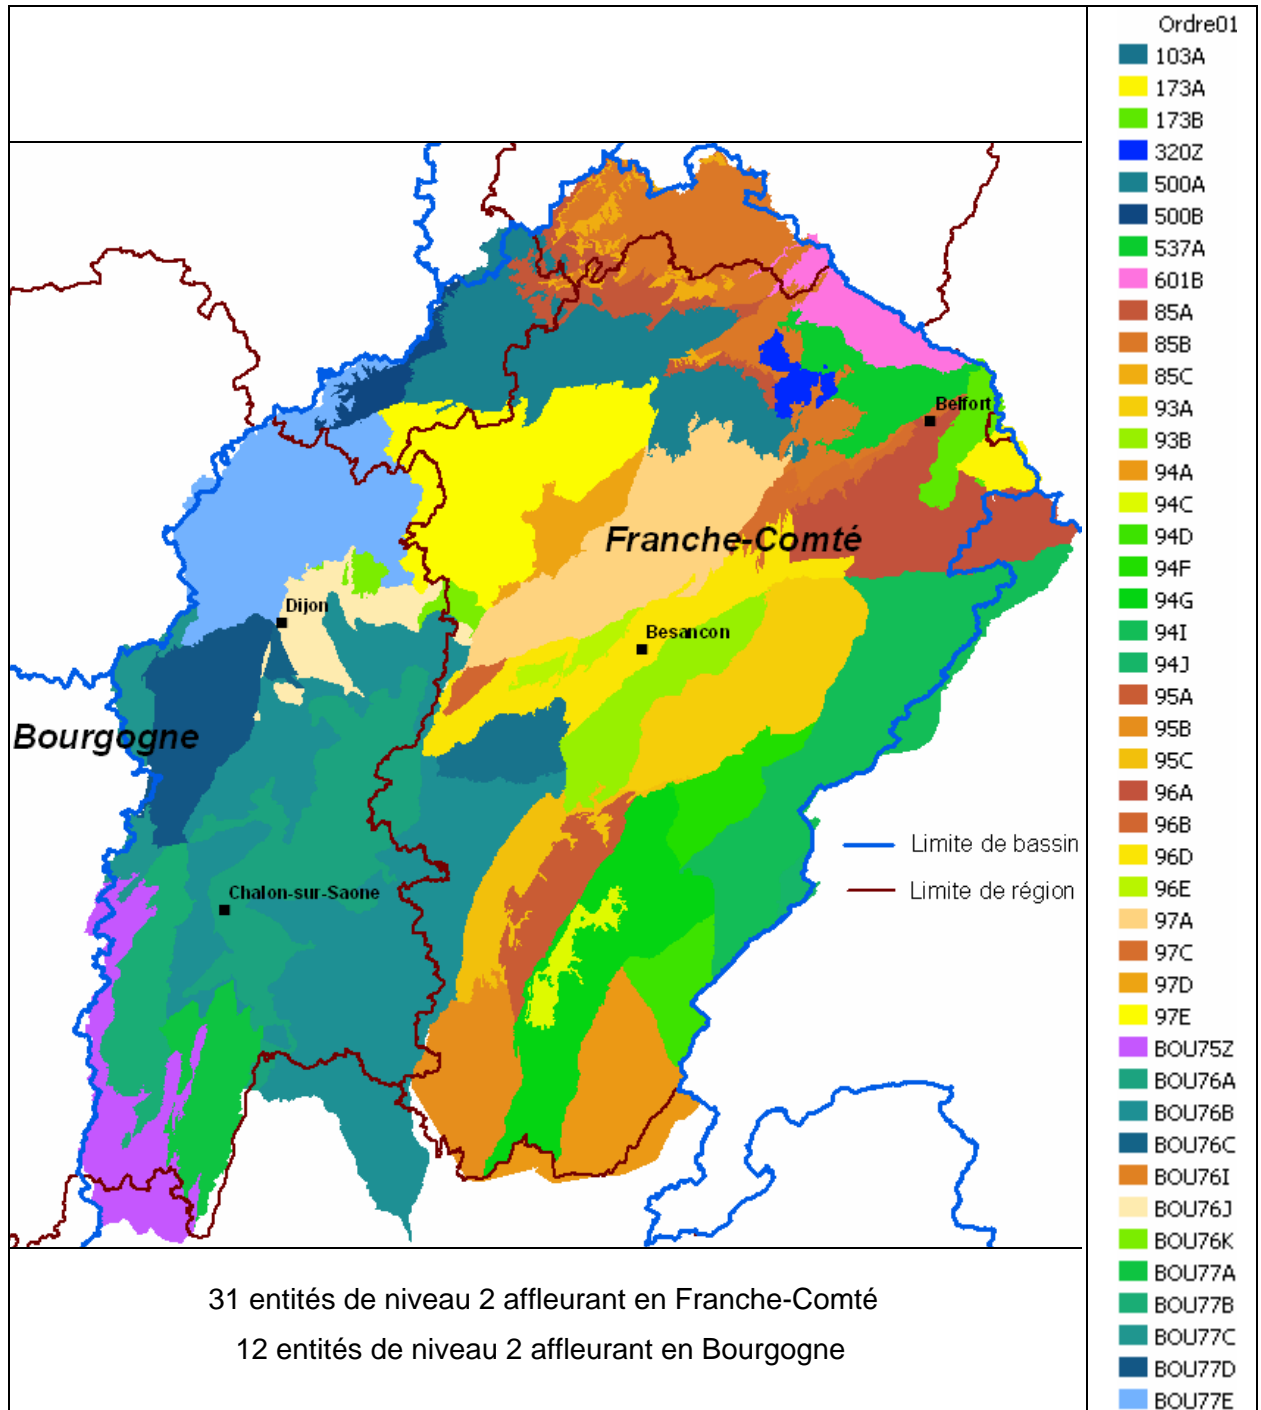 Ordre01
103A
173A
173B
320Z
500A
500B
537A
601B
85A
85B
85C
93A
93B
94A
94C
94D
94F
94G
94I
94J
95A
95B
95C
96A
96B
96D
96E
97A
97C
97D
97E
BOU75Z
BOU76A
BOU76B
BOU76C
BOU76I
BOU76J
BOU76K
BOU77A
BOU77B
BOU77C
BOU77D
BOU77E
Belfort
Franche-Comté
Dijon
Besancon
Bourgogne
Limite de bassin
Chalon-sur-Saone
Limite de région
31 entités de niveau 2 affleurant en Franche-Comté
12 entités de niveau 2 affleurant en Bourgogne